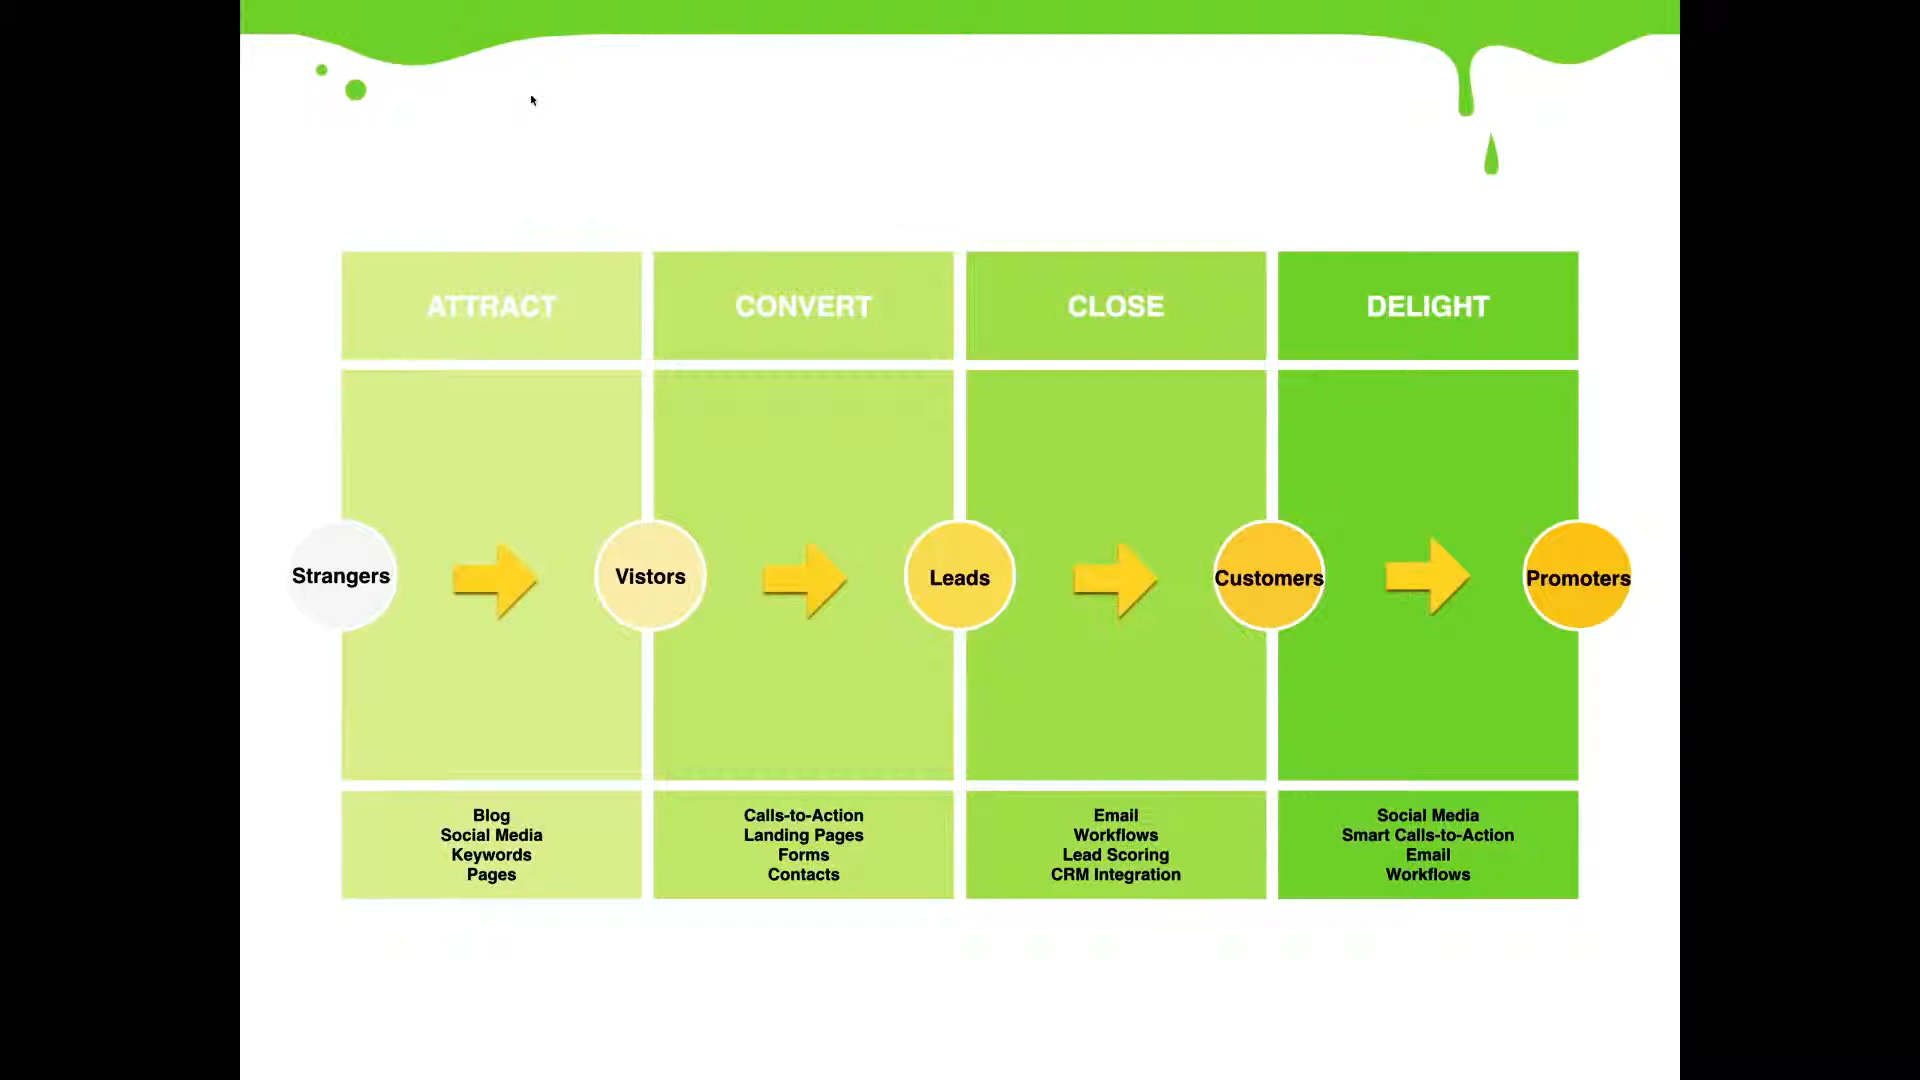 ATTRACT
CONVERT
CLOSE
DELIGHT
Strangers
Vistors
Leads
Customers
Promoters
Blog
Social Media
Keywords
Pages
Calls-to-Action
Landing Pages
Forms
Contacts
Email
Workflows
Lead Scoring
CRM Integration
Social Media
Smart Calls-to-Action
Email
Workflows